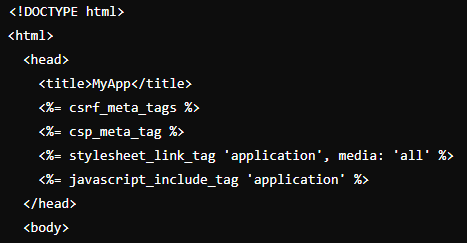 <!DOCTYPE html>
<html>
<head>
<title>MyApp</title>
<%= csrf_meta_tags %>
<%= csp_meta_tag %>
<%= stylesheet_link_tag 'application', media: 'all' %>
<%= javascript_include_tag 'application' %>
</head>
<body>